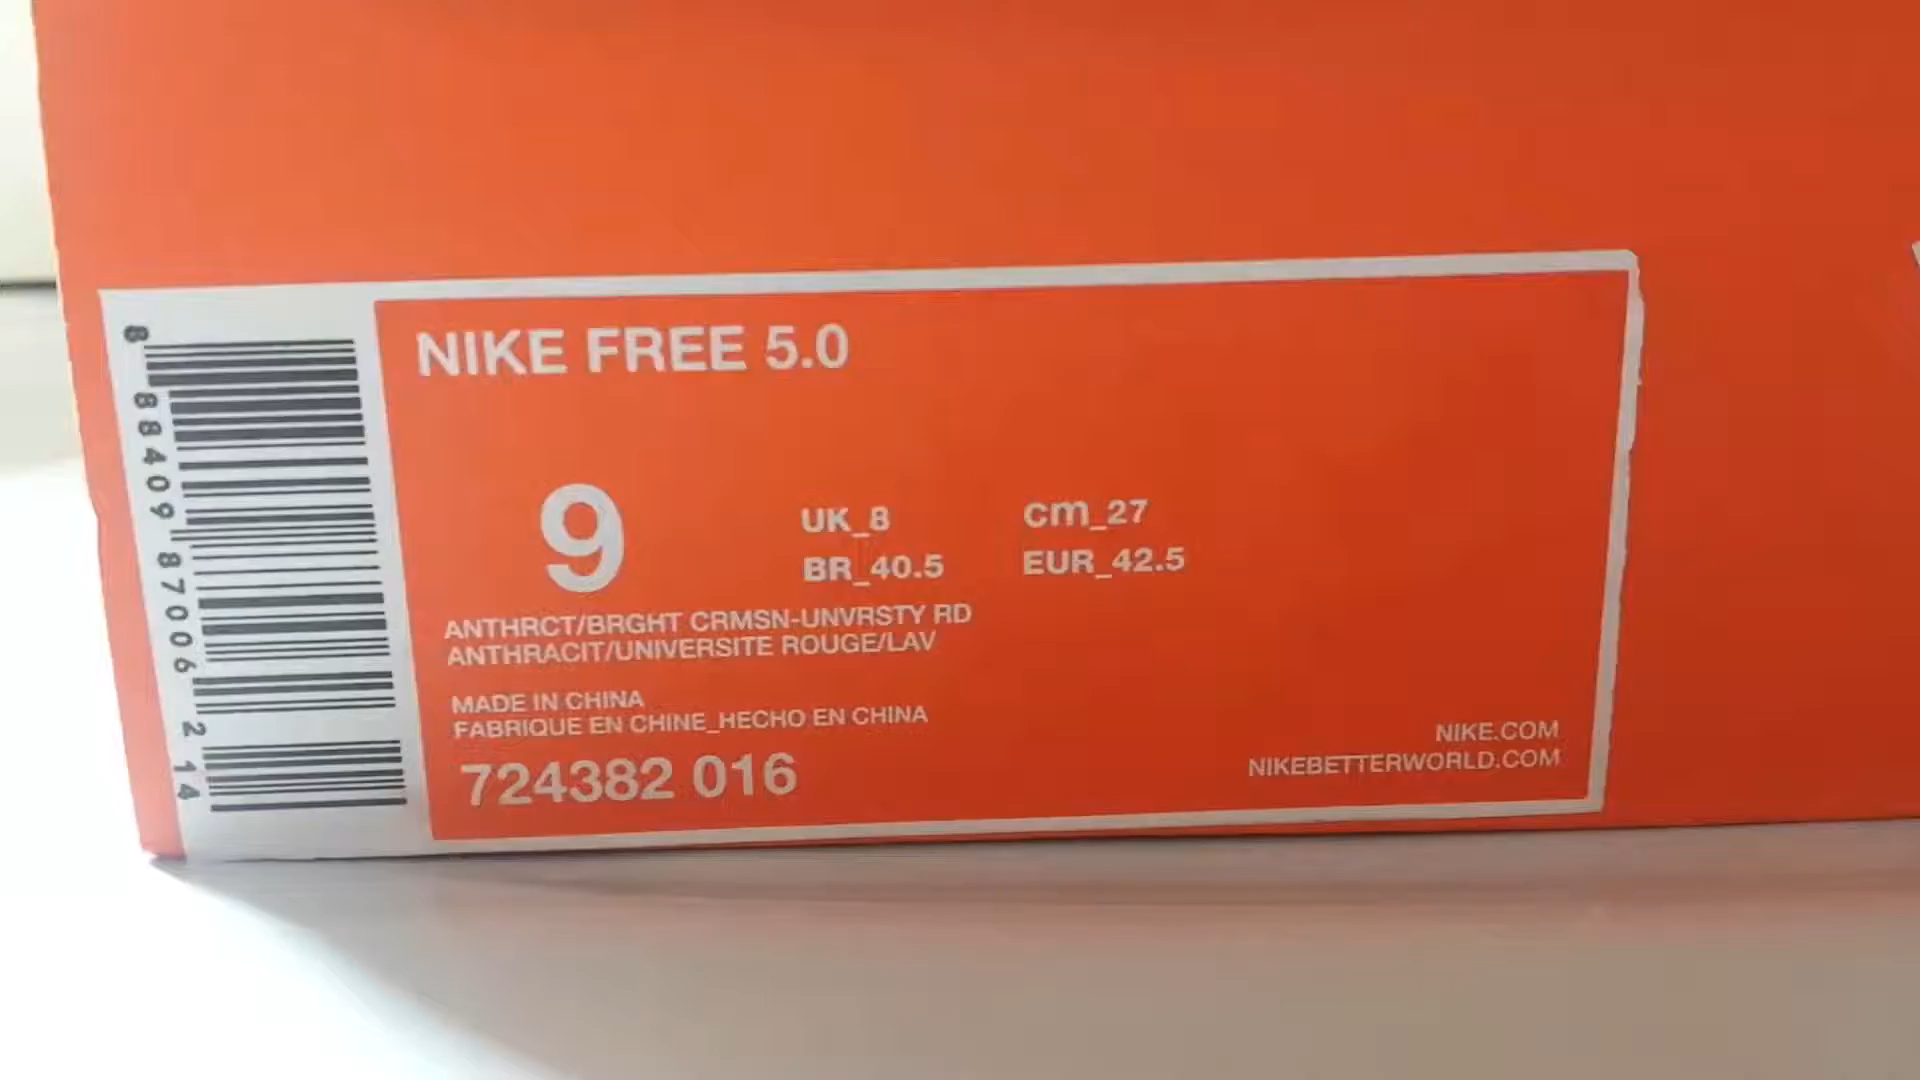 NIKE FREE 5.0
9
UK_8
cm_27
BR_40.5
EUR_42.5
ANTHRCT/BRGHT CRMSN-UNVRSTY RD
ANTHRACIT/UNIVERSITE ROUGE/LAV
MADE IN CHINA
FABRIQUE EN CHINE_HECHO EN CHINA
724382 016
NIKE.COM
NIKEBETTERWORLD.COM
8 88409 87006 2 14